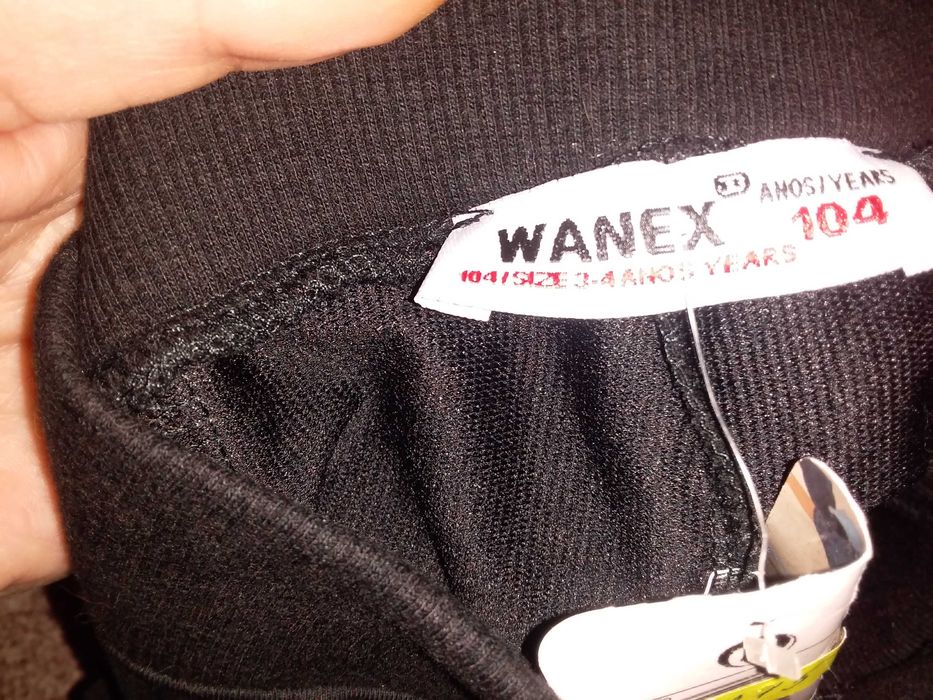 ANOS/YEARS
WANEX 104
104/SIZE 3-4 ANOS YEARS